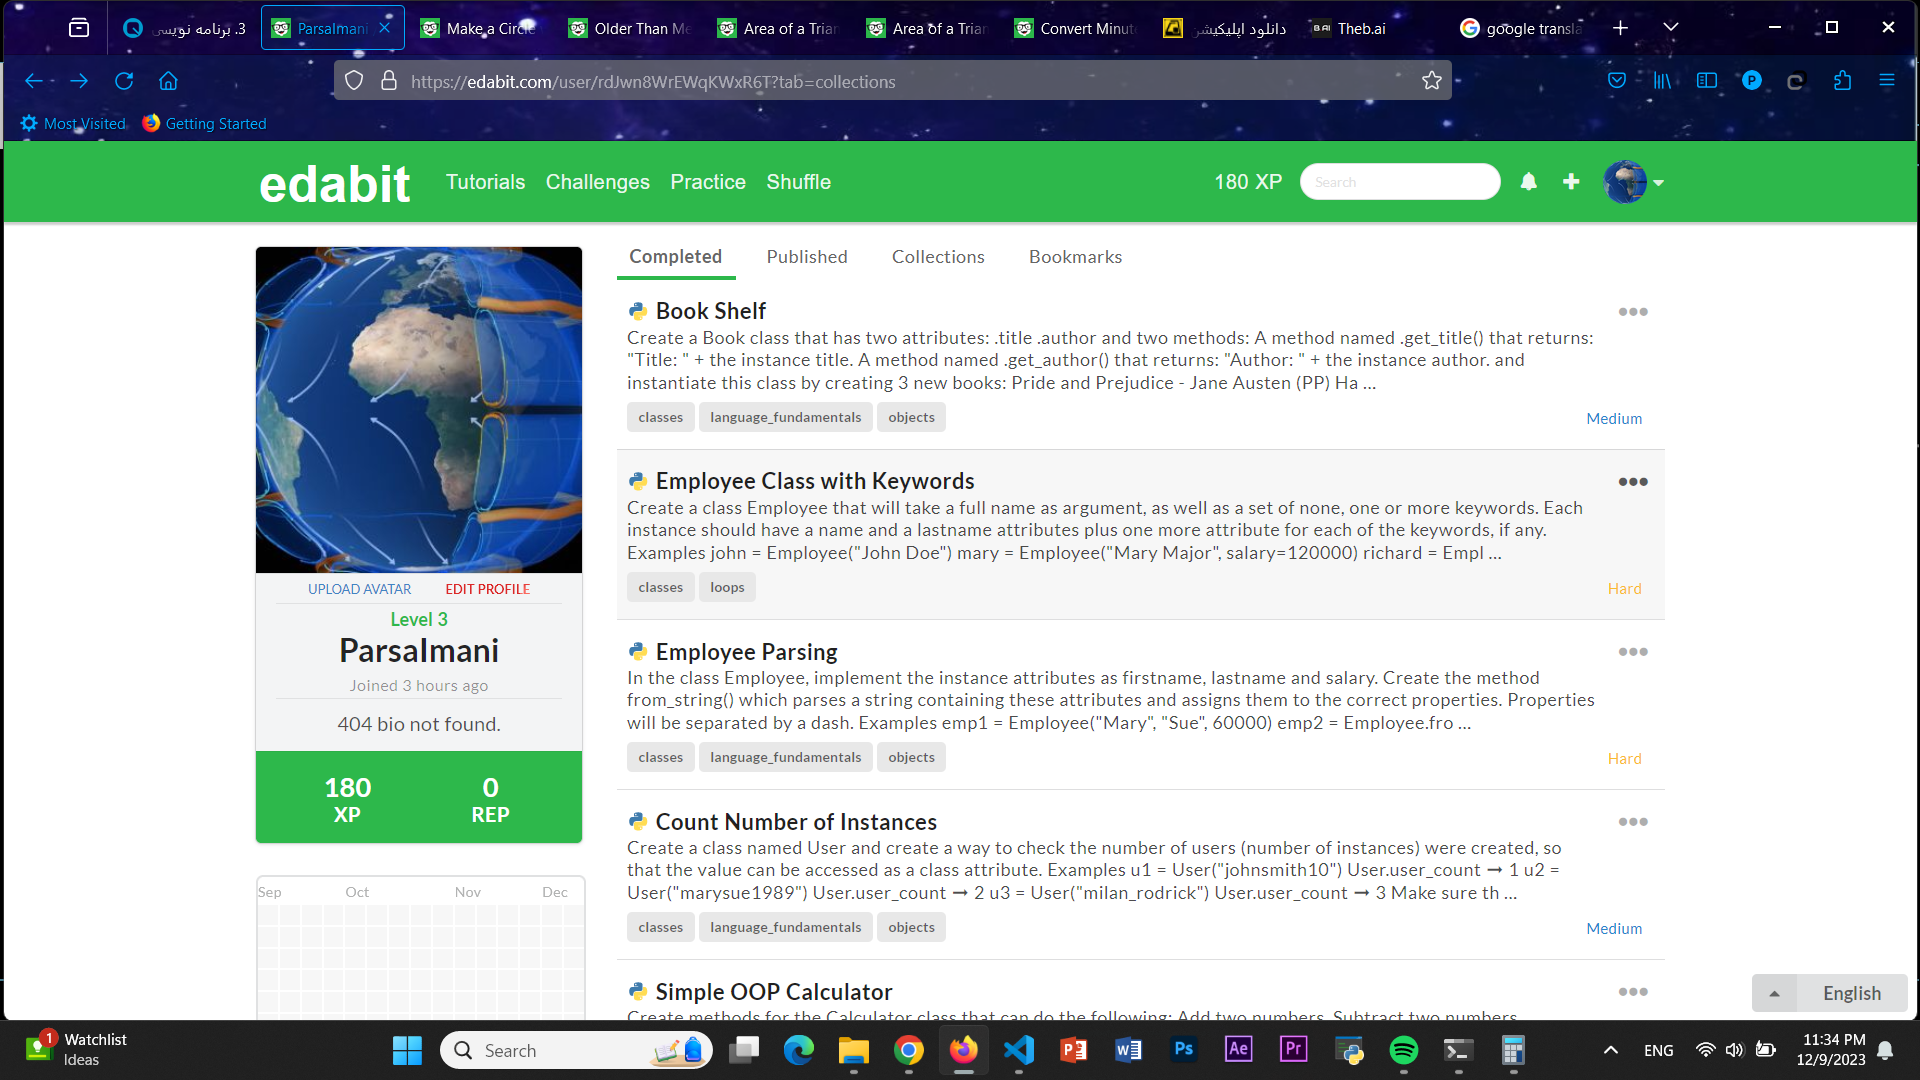 3. برنامه نویسی
ParsaImani
Make a Circle
Older Than Me
Area of a Trian
Area of a Trian
Convert Minut
دانلود اپلیکیشن
B AI Theb.ai
google transla
https://edabit.com/user/rdJwn8WrEWqKWxR6T?tab=collections
Most Visited
Getting Started
edabit
Tutorials
Challenges
Practice
Shuffle
180 XP
Search
UPLOAD AVATAR
EDIT PROFILE
Level 3
ParsaImani
Joined 3 hours ago
404 bio not found.
180
XP
0
REP
Sep Oct Nov Dec
Completed
Published
Collections
Bookmarks
Book Shelf
Create a Book class that has two attributes: .title .author and two methods: A method named .get_title() that returns:
"Title: " + the instance title. A method named .get_author() that returns: "Author: " + the instance author. and
instantiate this class by creating 3 new books: Pride and Prejudice - Jane Austen (PP) Ha ...
classes language_fundamentals objects
Medium
Employee Class with Keywords
Create a class Employee that will take a full name as argument, as well as a set of none, one or more keywords. Each
instance should have a name and a lastname attributes plus one more attribute for each of the keywords, if any.
Examples john = Employee("John Doe") mary = Employee("Mary Major", salary=120000) richard = Empl ...
classes loops
Hard
Employee Parsing
In the class Employee, implement the instance attributes as firstname, lastname and salary. Create the method
from_string() which parses a string containing these attributes and assigns them to the correct properties. Properties
will be separated by a dash. Examples emp1 = Employee("Mary", "Sue", 60000) emp2 = Employee.fro ...
classes language_fundamentals objects
Hard
Count Number of Instances
Create a class named User and create a way to check the number of users (number of instances) were created, so
that the value can be accessed as a class attribute. Examples u1 = User("johnsmith10") User.user_count ➞ 1 u2 =
User("marysue1989") User.user_count ➞ 2 u3 = User("milan_rodrick") User.user_count ➞ 3 Make sure th ...
classes language_fundamentals objects
Medium
Simple OOP Calculator
Create methods for the Calculator class that can do the following: Add two numbers. Subtract two numbers.
English
1
Watchlist
Ideas
Search
P
Ps
Ae
Pr
ENG
11:34 PM
12/9/2023